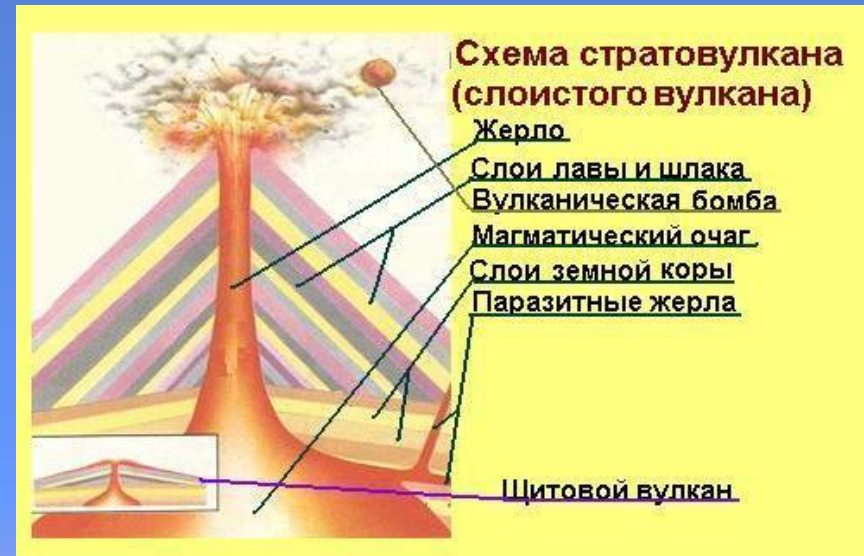 Схема стратовулкана
(слоистого вулкана)
Жерло
Слои лавы и шлака
Вулканическая бомба
Магматический очаг
Слои земной коры
Паразитные жерла
Щитовой вулкан